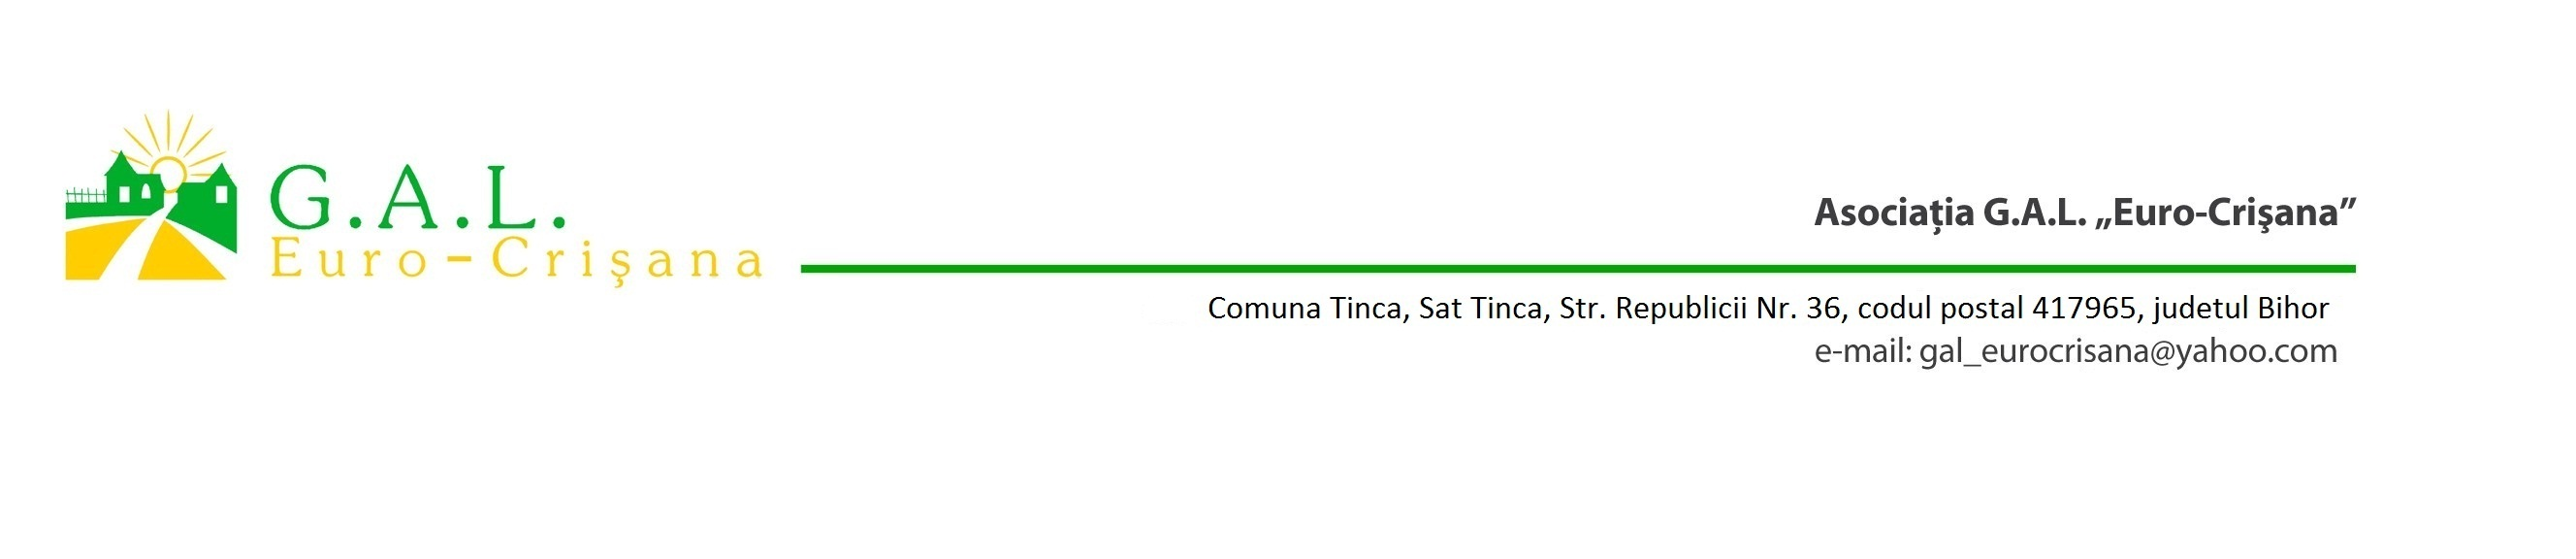 G.A.L.
Euro-Crişana
Asociația G.A.L. „Euro-Crişana”
Comuna Tinca, Sat Tinca, Str. Republicii Nr. 36, codul postal 417965, judetul Bihor
e-mail: gal_eurocrisana@yahoo.com